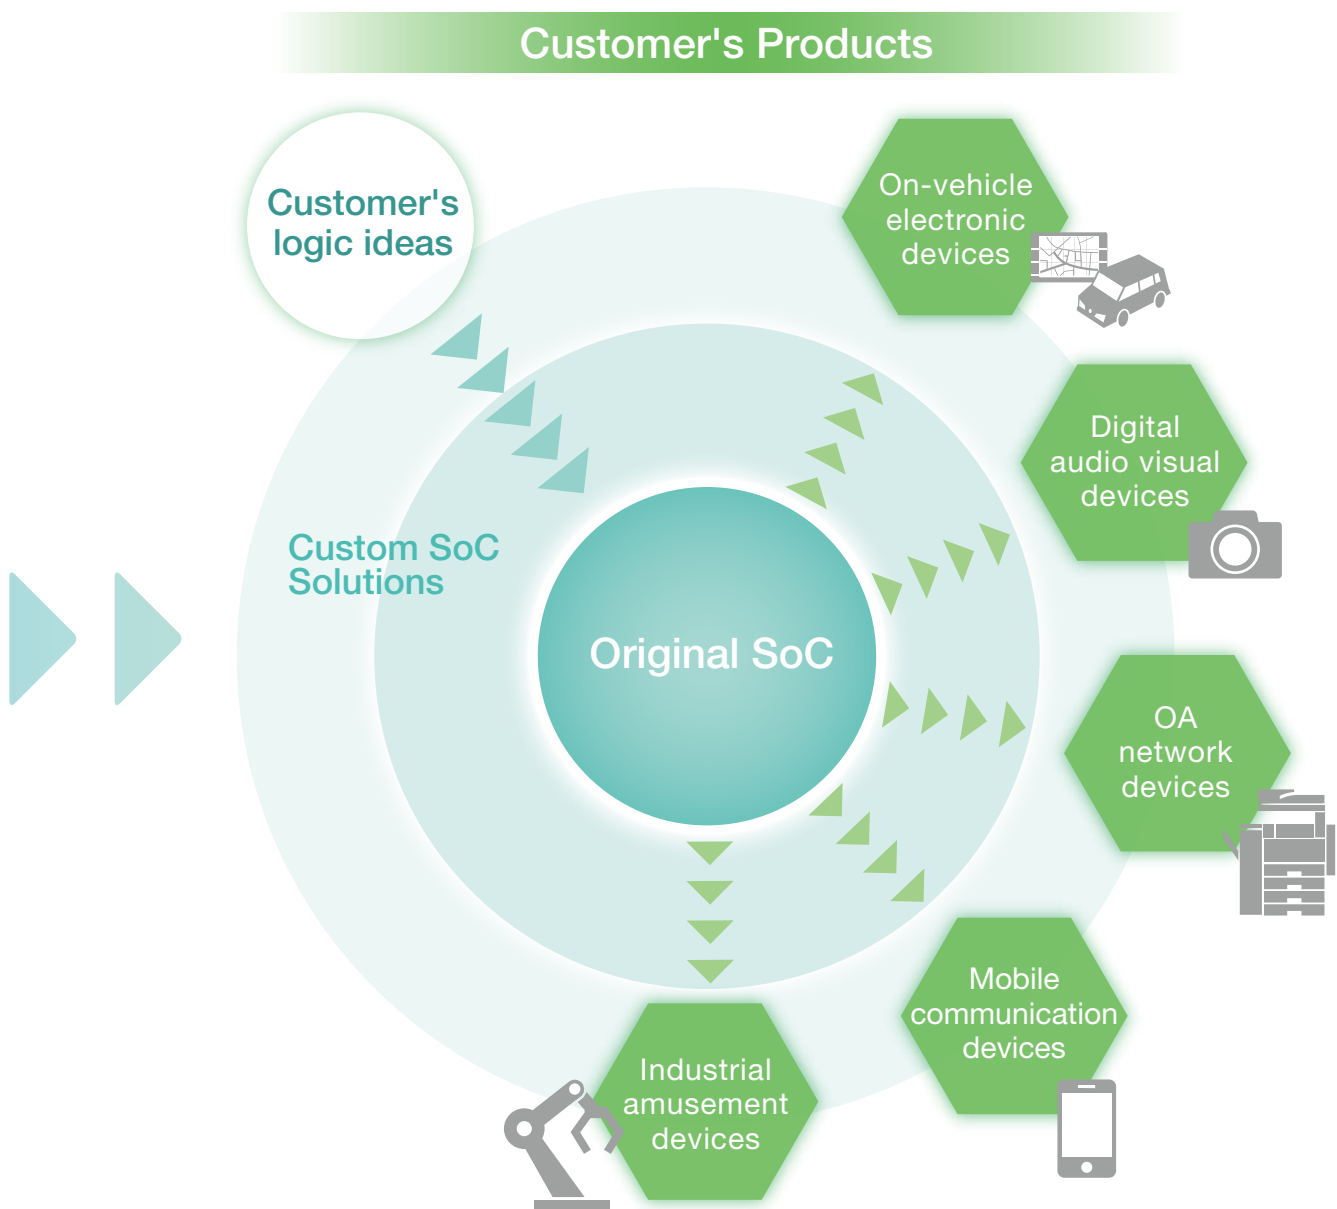 Customer's Products
Customer's
logic ideas
On-vehicle
electronic
devices
Digital
audio visual
devices
Custom SoC
Solutions
Original SoC
OA
network
devices
Mobile
communication
devices
Industrial
amusement
devices